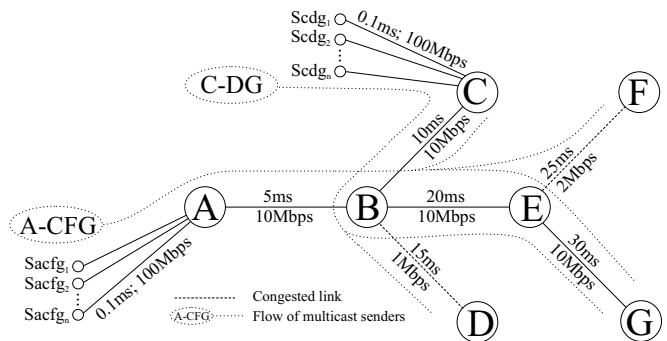 Scdg1
Scdg2
Scdgn
0.1ms; 100Mbps
C-DG
C
F
10ms
10Mbps
25ms
2Mbps
A-CFG
A
5ms
10Mbps
B
20ms
10Mbps
E
Sacfg1
Sacfg2
Sacfgn
0.1ms; 100Mbps
15ms
1Mbps
30ms
10Mbps
Congested link
A-CFG Flow of multicast senders
D
G